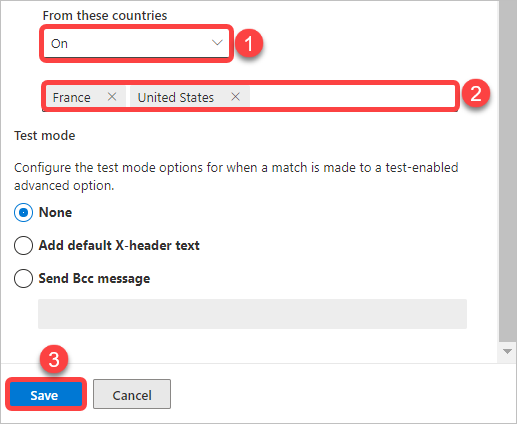 From these countries
On
1
France × United States ×
2
Test mode
Configure the test mode options for when a match is made to a test-enabled
advanced option.
None
Add default X-header text
Send Bcc message
3
Save Cancel